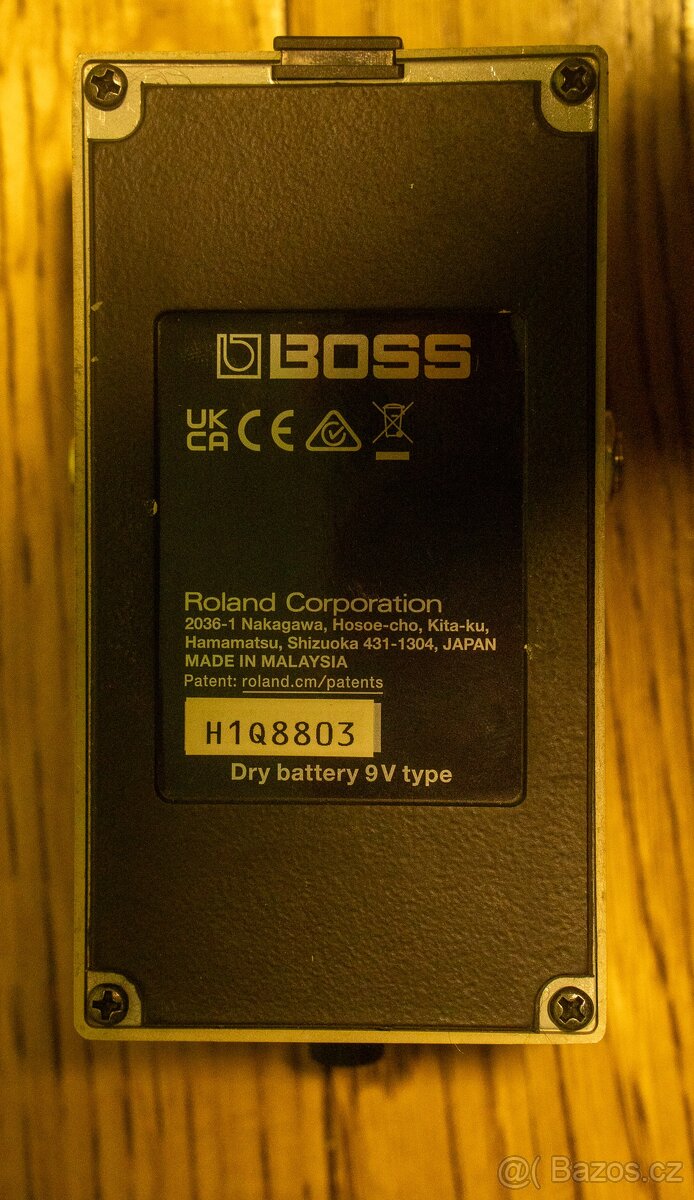 BOSS
UK
CA CE
Roland Corporation
2036-1 Nakagawa, Hosoe-cho, Kita-ku,
Hamamatsu, Shizuoka 431-1304, JAPAN
MADE IN MALAYSIA
Patent: roland.cm/patents
H1Q8803
Dry battery 9V type
@( Bazos.cz